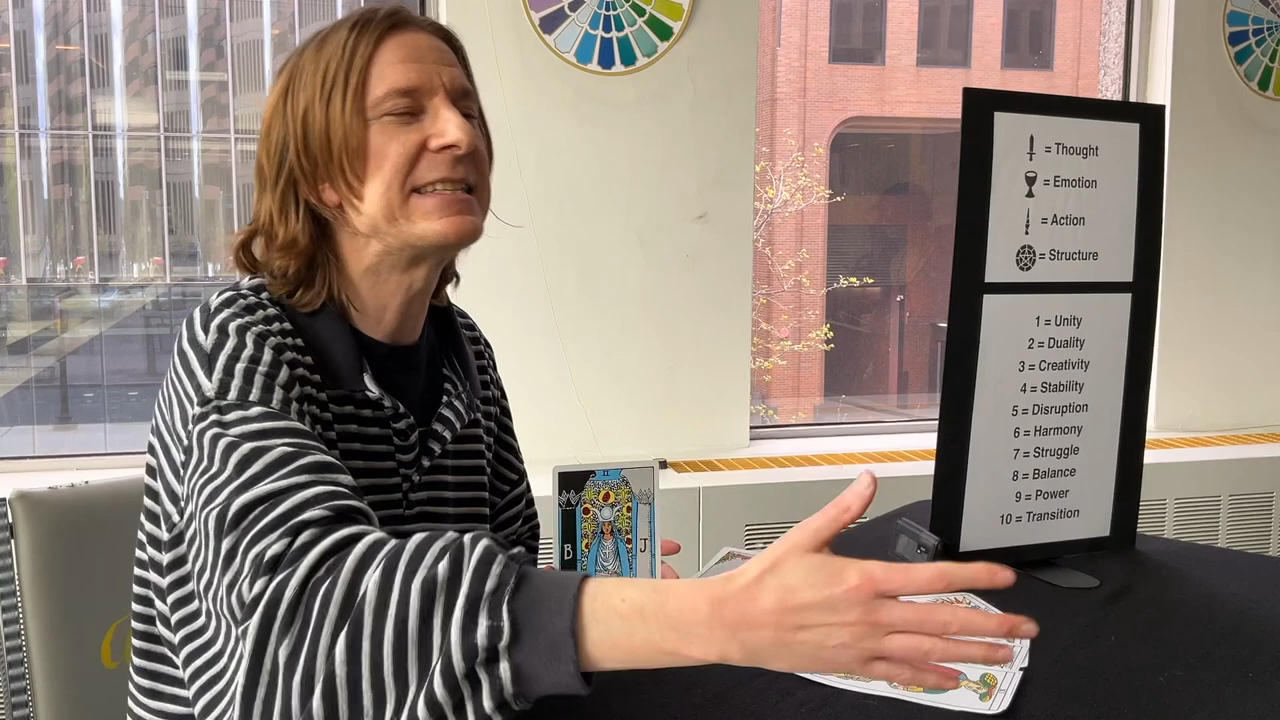 = Thought
= Emotion
= Action
= Structure
1 = Unity
2 = Duality
3 = Creativity
4 = Stability
5 = Disruption
6 = Harmony
7 = Struggle
8 = Balance
9 = Power
10 = Transition
II
B J